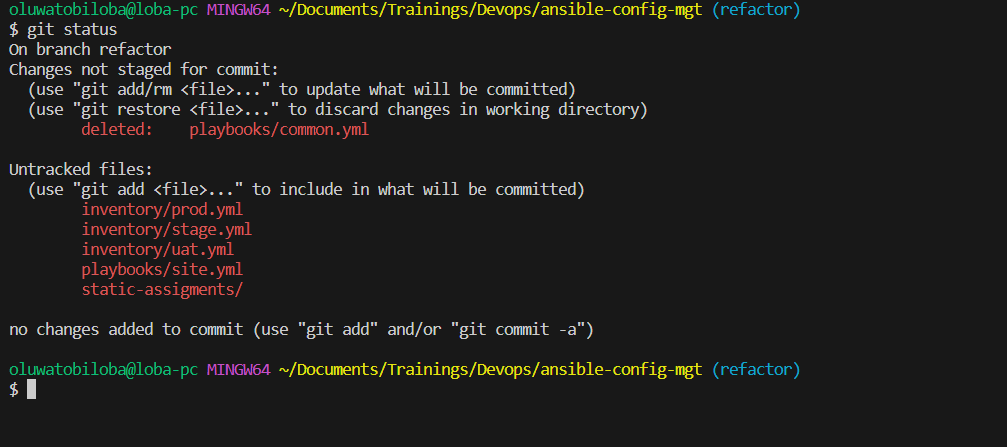 oluwatobiloba@loba-pc MINGW64 ~/Documents/Trainings/Devops/ansible-config-mgt (refactor)
$ git status
On branch refactor
Changes not staged for commit:
  (use "git add/rm <file>..." to update what will be committed)
  (use "git restore <file>..." to discard changes in working directory)
        deleted:    playbooks/common.yml

Untracked files:
  (use "git add <file>..." to include in what will be committed)
        inventory/prod.yml
        inventory/stage.yml
        inventory/uat.yml
        playbooks/site.yml
        static-assigments/

no changes added to commit (use "git add" and/or "git commit -a")

oluwatobiloba@loba-pc MINGW64 ~/Documents/Trainings/Devops/ansible-config-mgt (refactor)
$